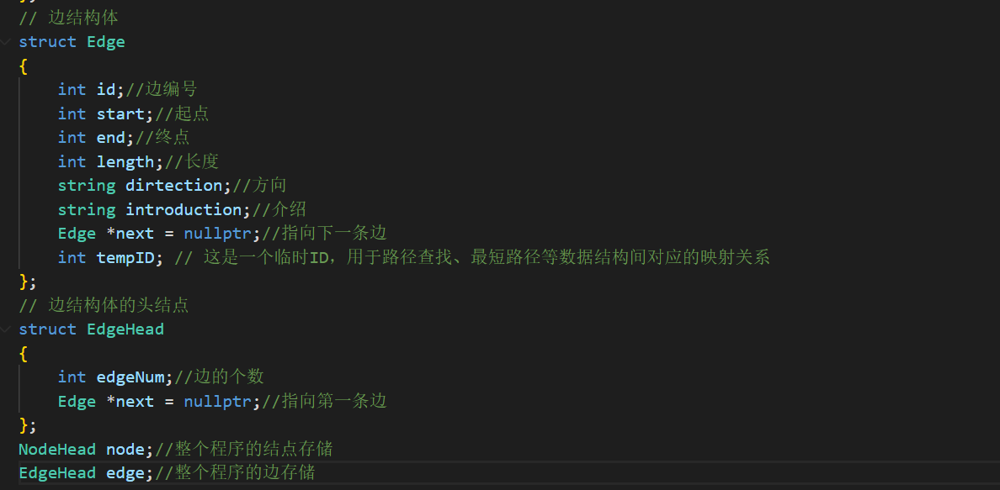 // 边结构体
struct Edge
{
int id;//边编号
int start;//起点
int end;//终点
int length;//长度
string dirtection;//方向
string introduction;//介绍
Edge *next = nullptr;//指向下一条边
int tempID; // 这是一个临时ID，用于路径查找、最短路径等数据结构间对应的映射关系
};
// 边结构体的头结点
struct EdgeHead
{
int edgeNum;//边的个数
Edge *next = nullptr;//指向第一条边
};
NodeHead node;//整个程序的结点存储
EdgeHead edge;//整个程序的边存储